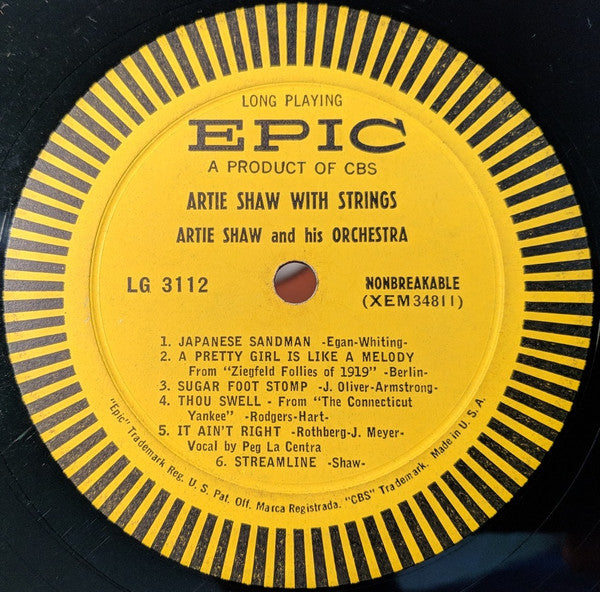 LONG PLAYING
EPIC
A PRODUCT OF CBS
ARTIE SHAW WITH STRINGS
ARTIE SHAW and his ORCHESTRA
LG 3112
NONBREAKABLE
(XEM34811)
1. JAPANESE SANDMAN -Egan-Whiting-
2. A PRETTY GIRL IS LIKE A MELODY
From "Ziegfeld Follies of 1919" -Berlin-
3. SUGAR FOOT STOMP -J. Oliver-Armstrong-
4. THOU SWELL - From "The Connecticut
Yankee" -Rodgers-Hart-
5. IT AIN'T RIGHT -Rothberg-J. Meyer-
Vocal by Peg La Centra
6. STREAMLINE -Shaw-
"Epic" Trademark Reg. U. S. Pat. Off. Marca Registrada. "CBS" Trademark. Made in U. S. A.